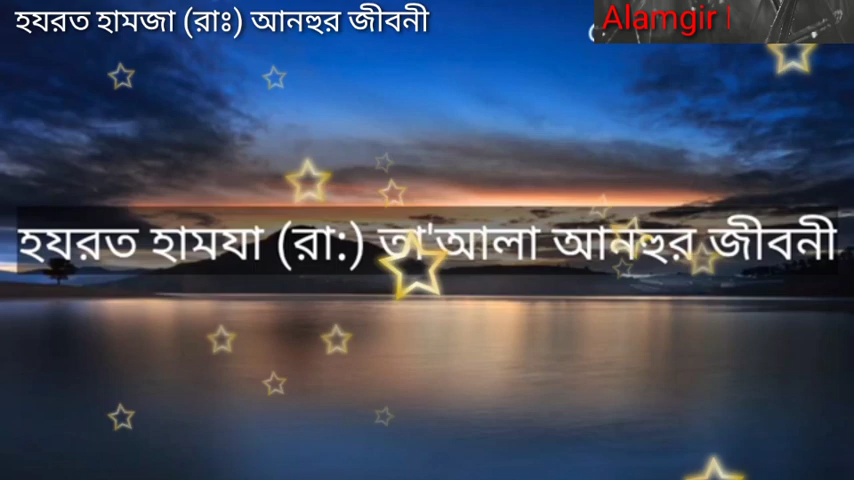 হযরত হামজা (রাঃ) আনহুর জীবনী
Alamgir
হযরত হামযা (রা:) তা'আলা আনহুর জীবনী